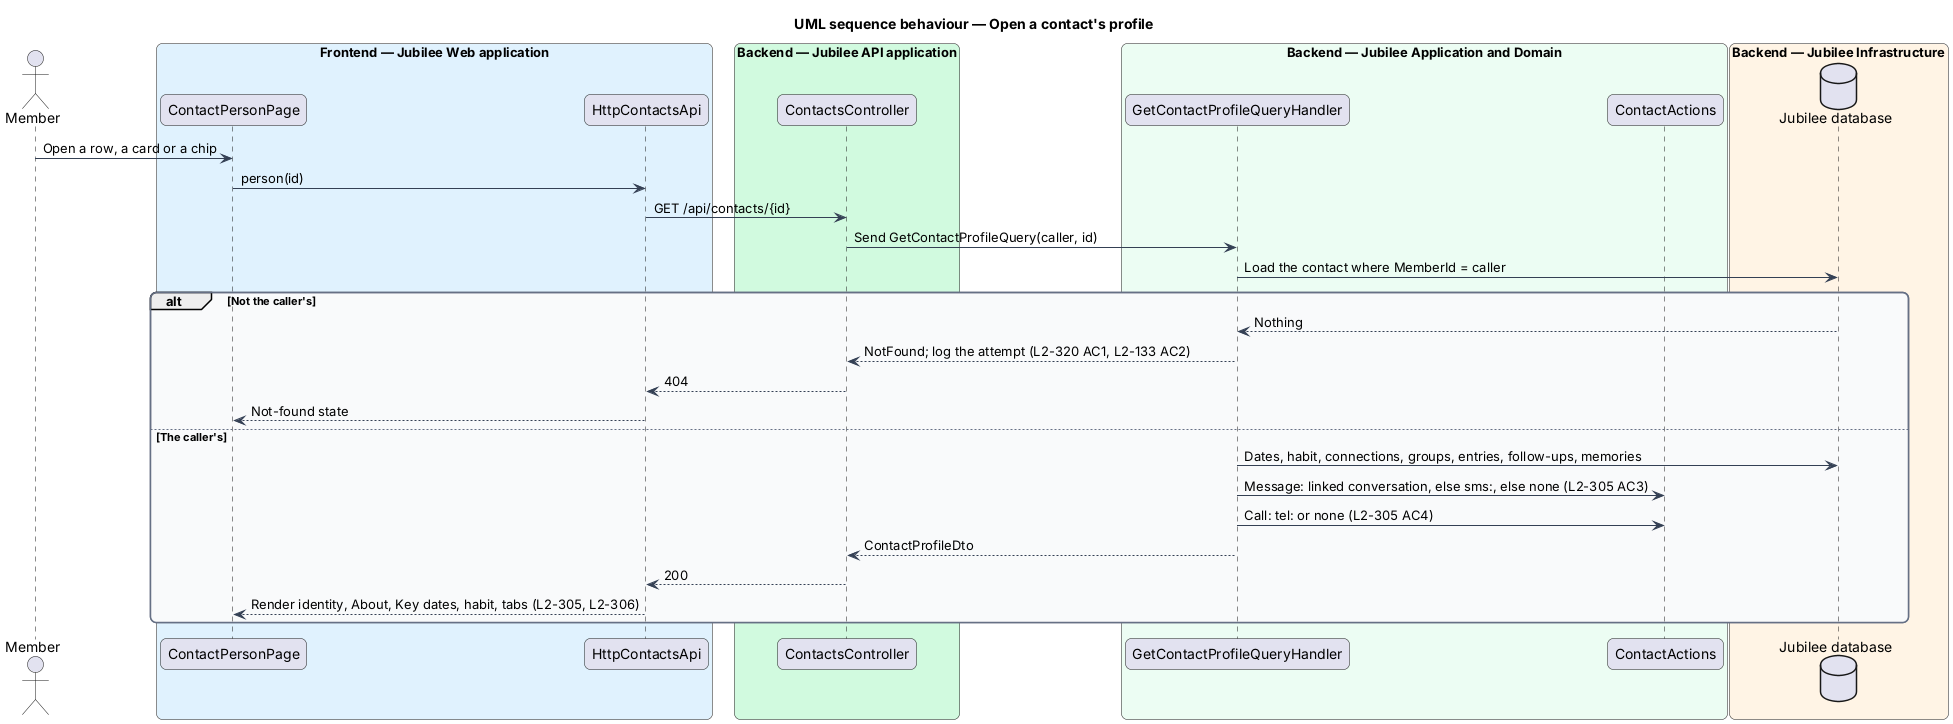 UML sequence behaviour — Open a contact's profile
Frontend — Jubilee Web application
Backend — Jubilee API application
Backend — Jubilee Application and Domain
Backend — Jubilee Infrastructure
Member
ContactPersonPage
HttpContactsApi
ContactsController
GetContactProfileQueryHandler
ContactActions
Jubilee database
Open a row, a card or a chip
person(id)
GET /api/contacts/{id}
Send GetContactProfileQuery(caller, id)
Load the contact where MemberId = caller
alt
[Not the caller's]
Nothing
NotFound; log the attempt (L2-320 AC1, L2-133 AC2)
404
Not-found state
[The caller's]
Dates, habit, connections, groups, entries, follow-ups, memories
Message: linked conversation, else sms:, else none (L2-305 AC3)
Call: tel: or none (L2-305 AC4)
ContactProfileDto
200
Render identity, About, Key dates, habit, tabs (L2-305, L2-306)
Member
ContactPersonPage
HttpContactsApi
ContactsController
GetContactProfileQueryHandler
ContactActions
Jubilee database